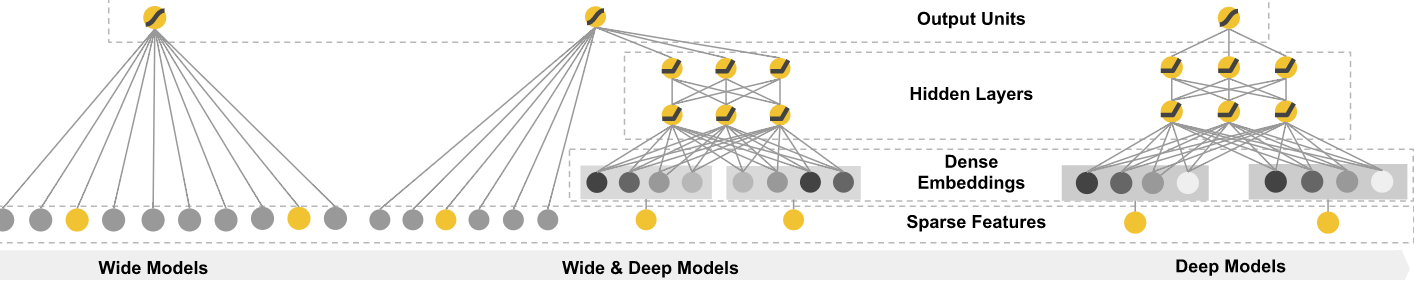 Output Units
Hidden Layers
Dense
Embeddings
Sparse Features
Wide Models
Wide & Deep Models
Deep Models